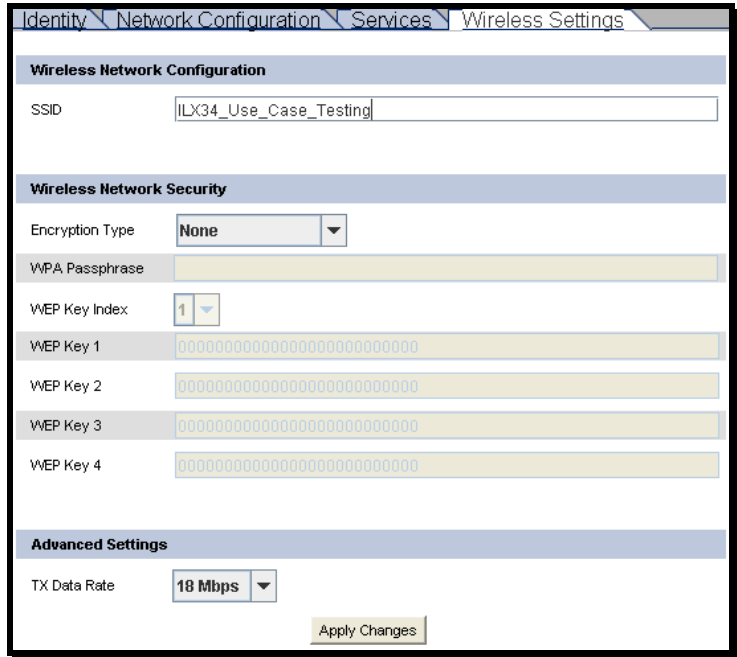 Identity Network Configuration Services Wireless Settings
Wireless Network Configuration
SSID ILX34_Use_Case_Testing
Wireless Network Security
Encryption Type None
WPA Passphrase
WEP Key Index 1
WEP Key 1 00000000000000000000000000
WEP Key 2 00000000000000000000000000
WEP Key 3 00000000000000000000000000
WEP Key 4 00000000000000000000000000
Advanced Settings
TX Data Rate 18 Mbps
Apply Changes